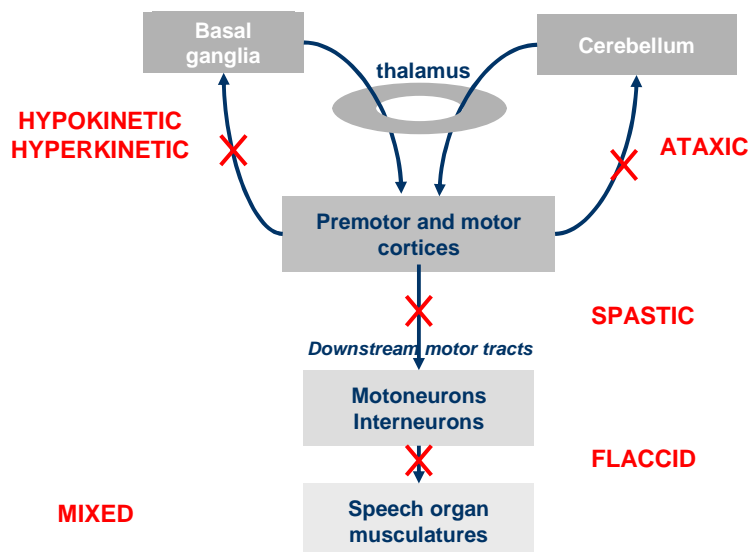 Basal
ganglia
Cerebellum
thalamus
HYPOKINETIC
HYPERKINETIC
ATAXIC
Premotor and motor
cortices
SPASTIC
Downstream motor tracts
Motoneurons
Interneurons
FLACCID
Speech organ
musculatures
MIXED